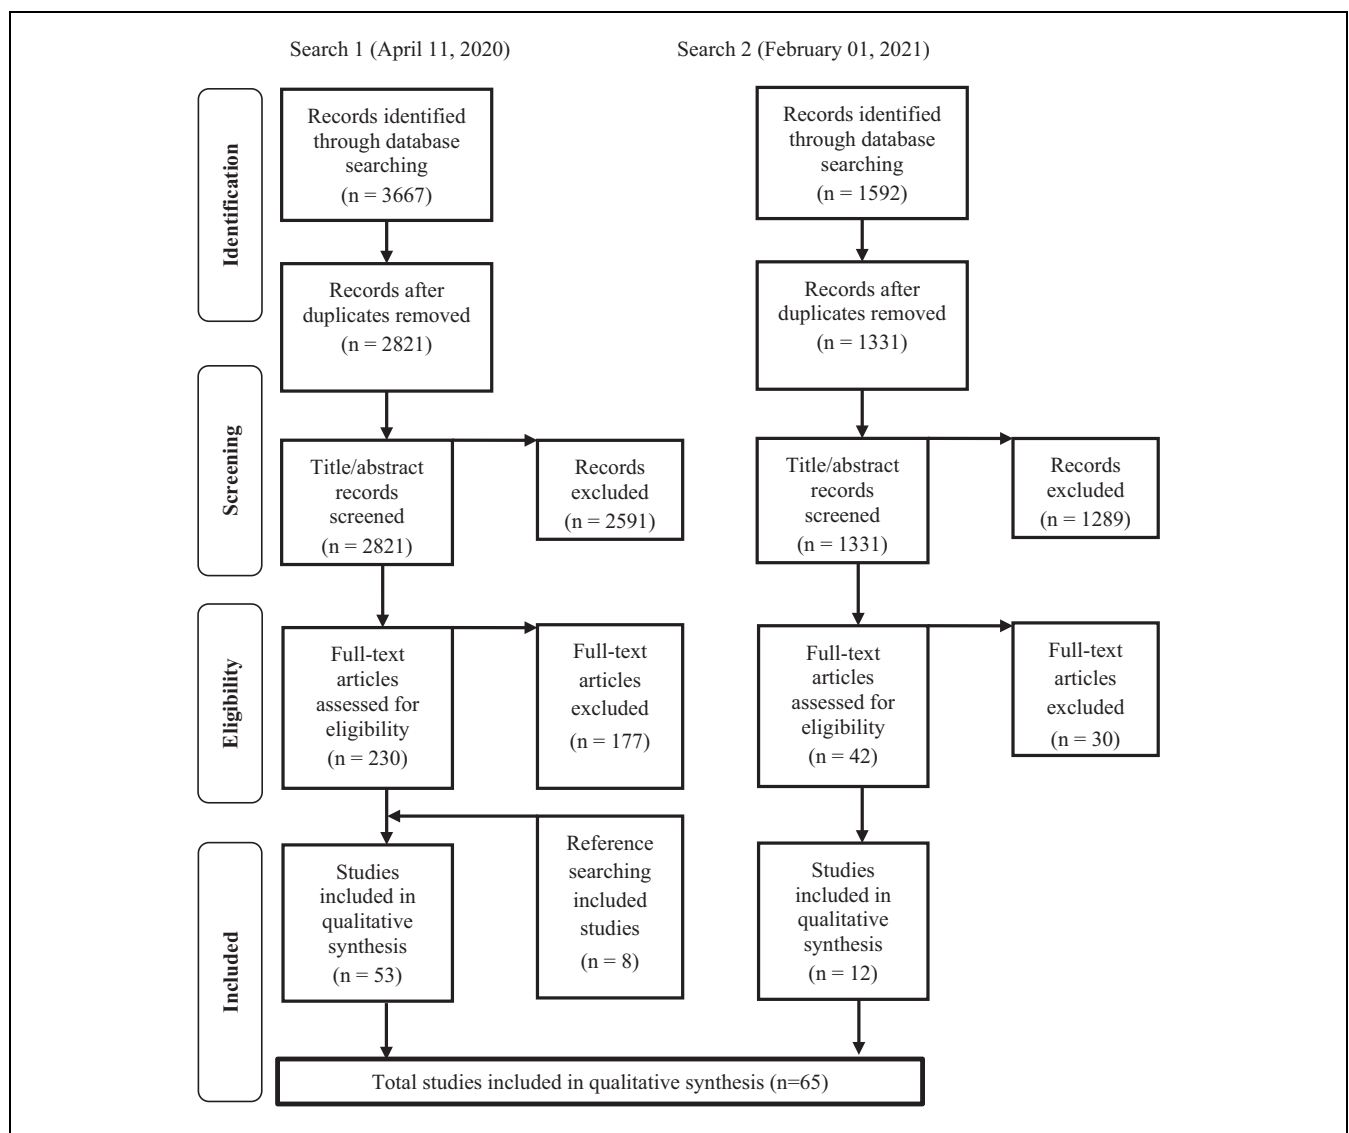 Search 1 (April 11, 2020)
Search 2 (February 01, 2021)
Identification
Records identified
through database
searching
(n = 3667)
Records identified
through database
searching
(n = 1592)
Records after
duplicates removed
(n = 2821)
Records after
duplicates removed
(n = 1331)
Screening
Title/abstract
records
screened
(n = 2821)
Records
excluded
(n = 2591)
Title/abstract
records
screened
(n = 1331)
Records
excluded
(n = 1289)
Eligibility
Full-text
articles
assessed for
eligibility
(n = 230)
Full-text
articles
excluded
(n = 177)
Full-text
articles
assessed for
eligibility
(n = 42)
Full-text
articles
excluded
(n = 30)
Included
Studies
included in
qualitative
synthesis
(n = 53)
Reference
searching
included
studies
(n = 8)
Studies
included in
qualitative
synthesis
(n = 12)
Total studies included in qualitative synthesis (n=65)